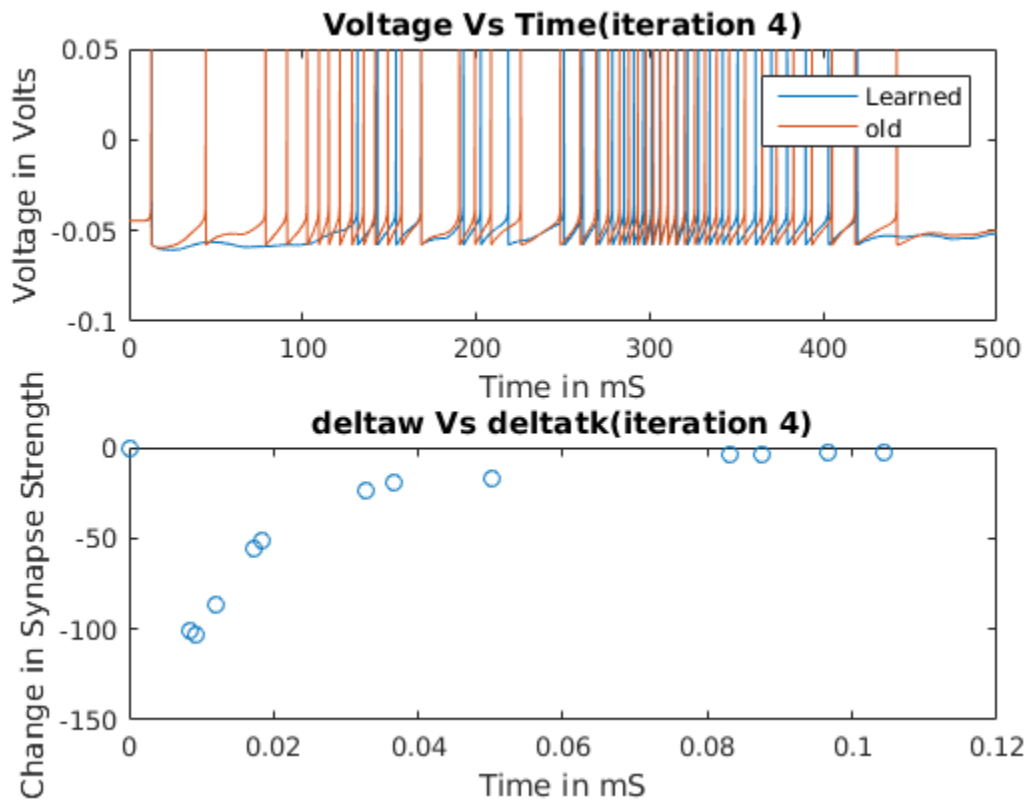 Voltage Vs Time(iteration 4)
Voltage in Volts
0.05
0
-0.05
-0.1
Learned
old
0 100 200 300 400 500
Time in mS
deltaw Vs deltatk(iteration 4)
Change in Synapse Strength
0
-50
-100
-150
0 0.02 0.04 0.06 0.08 0.1 0.12
Time in mS